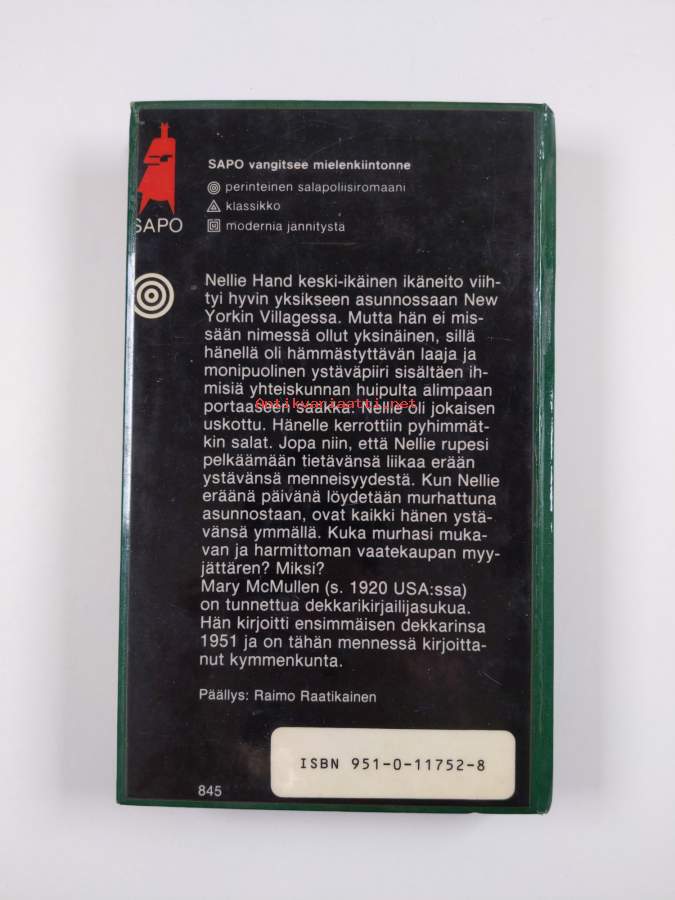 SAPO vangitsee mielenkiintonne
perinteinen salapoliisiromaani
klassikko
modernia jännitystä
SAPO
Nellie Hand keski-ikäinen ikäneito viih-
tyi hyvin yksikseen asunnossaan New
Yorkin Villagessa. Mutta hän ei mis-
sään nimessä ollut yksinäinen, sillä
hänellä oli hämmästyttävän laaja ja
monipuolinen ystäväpiiri sisältäen ih-
misiä yhteiskunnan huipulta alimpaan
Antikvariaatti.net
portaaseen saakka. Nellie oli jokaisen
uskottu. Hänelle kerrottiin pyhimmät-
kin salat. Jopa niin, että Nellie rupesi
pelkäämään tietävänsä liikaa erään
ystävänsä menneisyydestä. Kun Nellie
eräänä päivänä löydetään murhattuna
asunnostaan, ovat kaikki hänen ystä-
vänsä ymmällä. Kuka murhasi muka-
van ja harmittoman vaatekaupan myy-
jättären? Miksi?
Mary McMullen (s. 1920 USA:ssa)
on tunnettua dekkarikirjailijasukua.
Hän kirjoitti ensimmäisen dekkarinsa
1951 ja on tähän mennessä kirjoitta-
nut kymmenkunta.
Päällys: Raimo Raatikainen
ISBN 951-0-11752-8
845